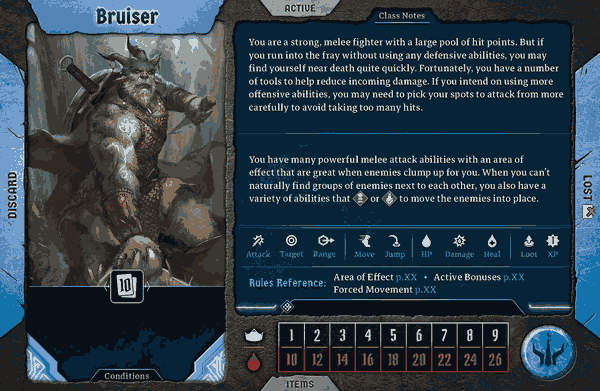 Bruiser
ACTIVE
Class Notes
You are a strong, melee fighter with a large pool of hit points. But if
you run into the fray without using any defensive abilities, you may
find yourself near death quite quickly. Fortunately, you have a number
of tools to help reduce incoming damage. If you intend on using more
offensive abilities, you may need to pick your spots to attack from more
carefully to avoid taking too many hits.
You have many powerful melee attack abilities with an area of
effect that are great when enemies clump up for you. When you can't
naturally find groups of enemies next to each other, you also have a
variety of abilities that or to move the enemies into place.
DISCARD
LOST
Attack Target Range Move Jump HP Damage Heal Loot XP
Rules Reference: Area of Effect p.XX • Active Bonuses p.XX
Forced Movement p.XX
10
1 2 3 4 5 6 7 8 9
10 12 14 16 18 20 22 24 26
Conditions
ITEMS